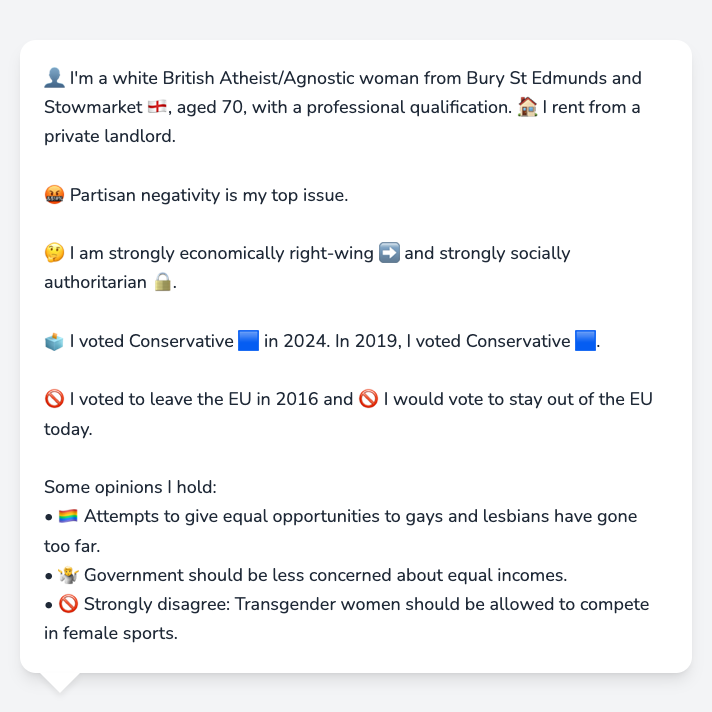 👤 I'm a white British Atheist/Agnostic woman from Bury St Edmunds and
Stowmarket 🏴󠁧󠁢󠁥󠁮󠁧󠁿, aged 70, with a professional qualification. 🏠 I rent from a
private landlord.
🤬 Partisan negativity is my top issue.
🤔 I am strongly economically right-wing ➡️ and strongly socially
authoritarian 🔒.
🗳️ I voted Conservative 🟦 in 2024. In 2019, I voted Conservative 🟦.
🚫 I voted to leave the EU in 2016 and 🚫 I would vote to stay out of the EU
today.
Some opinions I hold:
• 🏳️‍🌈 Attempts to give equal opportunities to gays and lesbians have gone
too far.
• 🤷 Government should be less concerned about equal incomes.
• 🚫 Strongly disagree: Transgender women should be allowed to compete
in female sports.